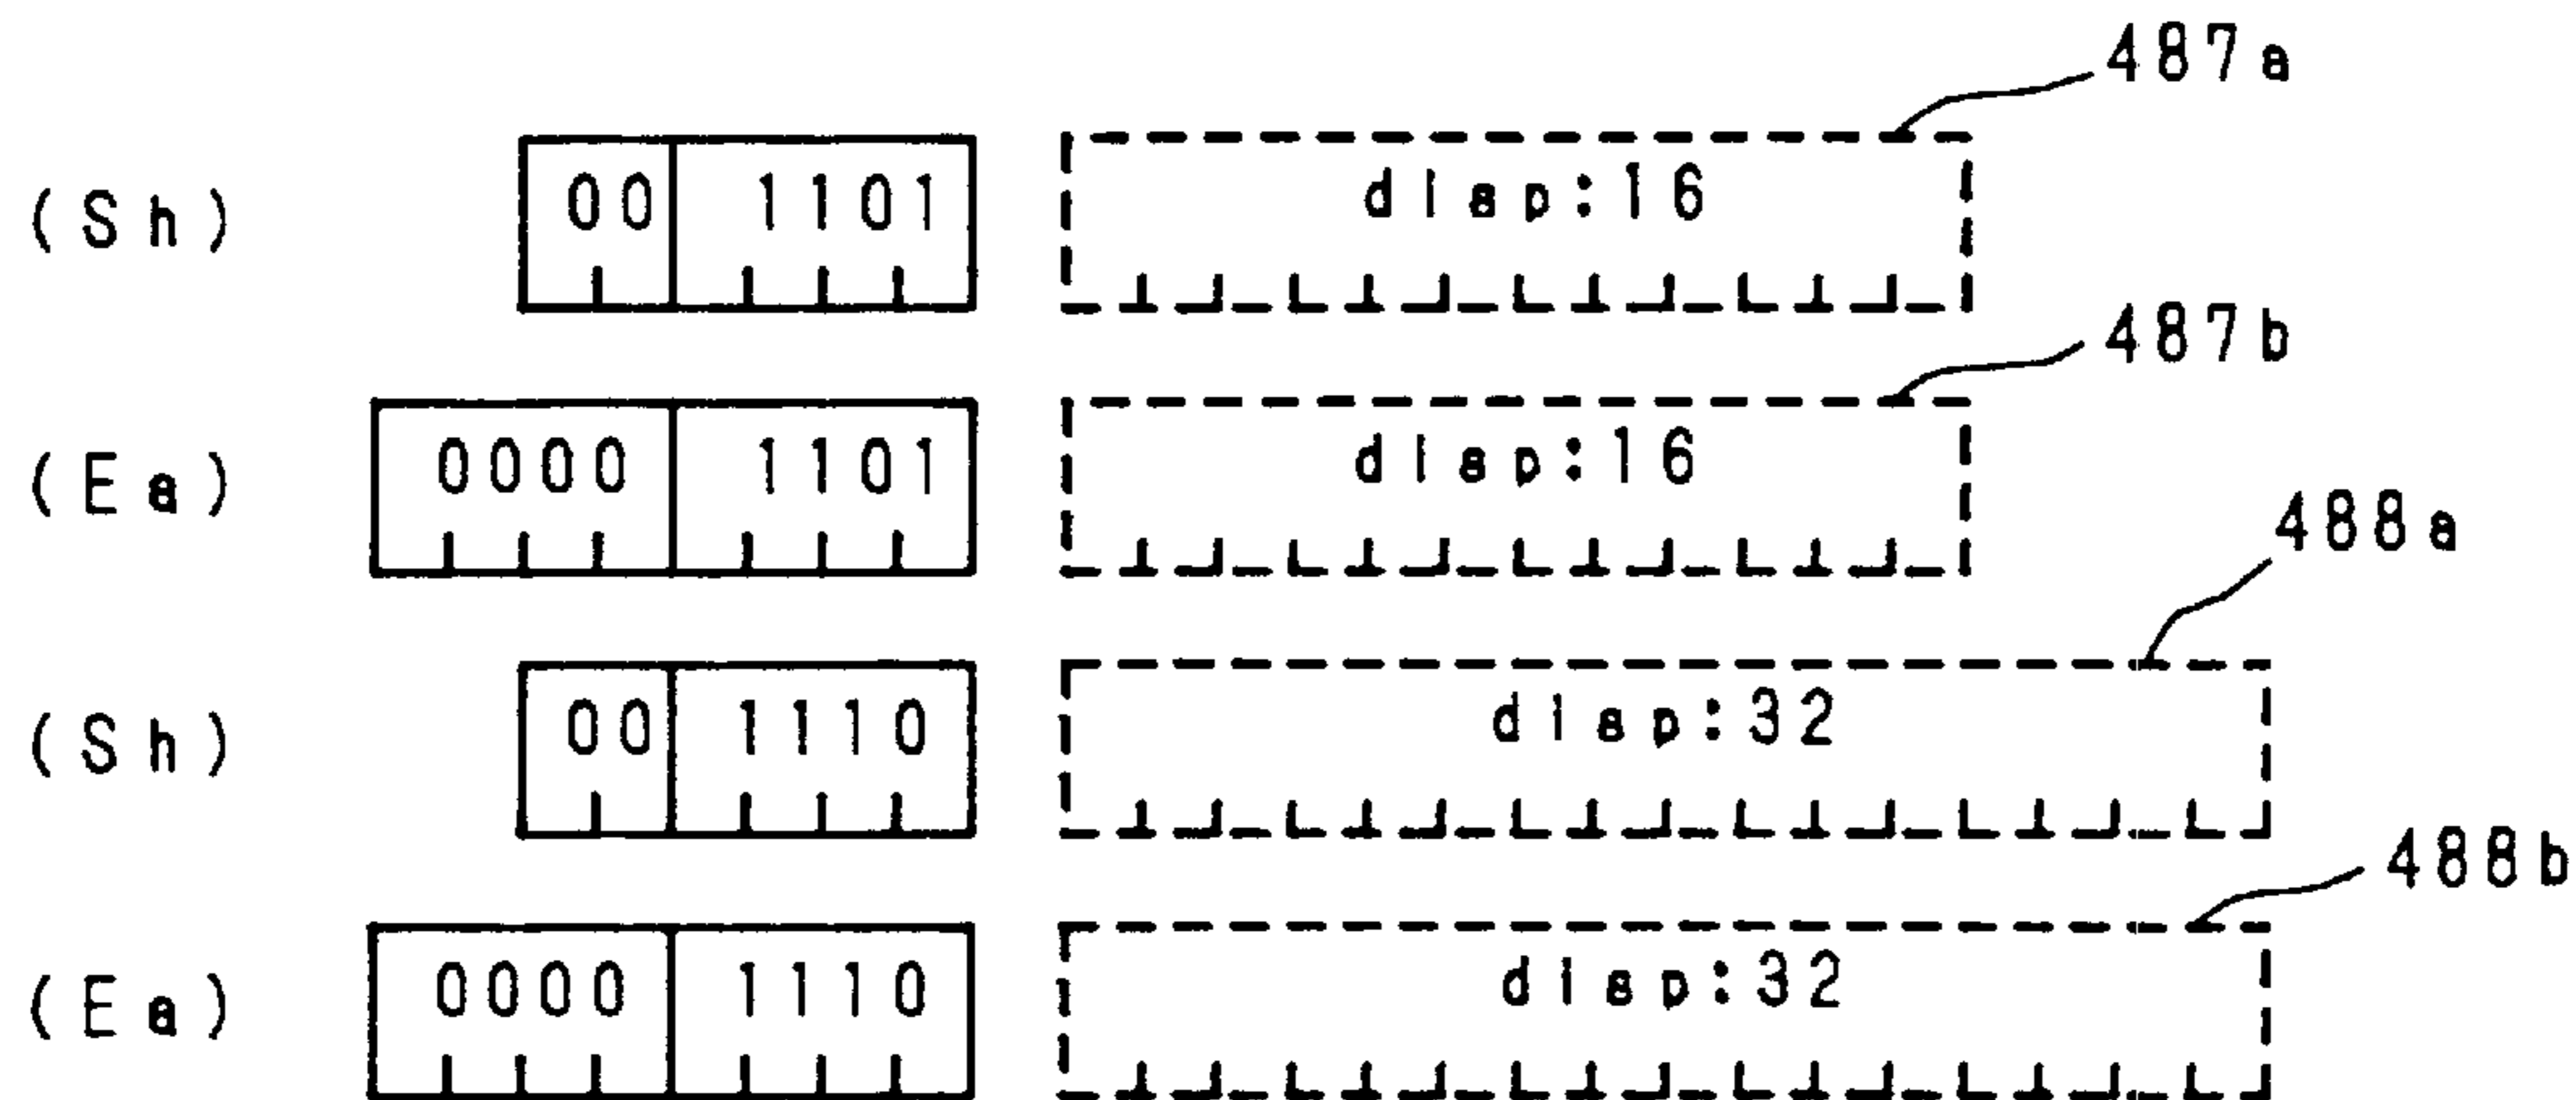 487a
(Sh) 00 1101 disp:16
487b
(Ea) 0000 1101 disp:16
488a
(Sh) 00 1110 disp:32
488b
(Ea) 0000 1110 disp:32